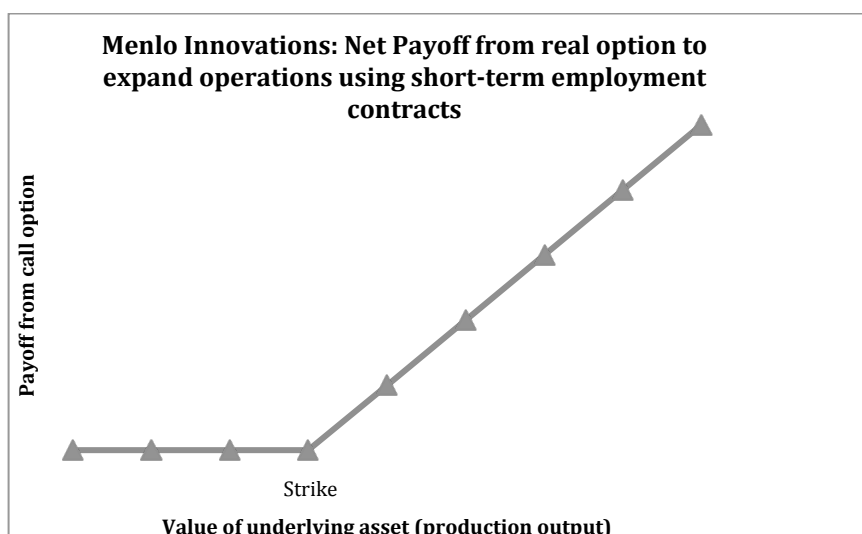 Menlo Innovations: Net Payoff from real option to
expand operations using short-term employment
contracts
Payoff from call option
Strike
Value of underlying asset (production output)